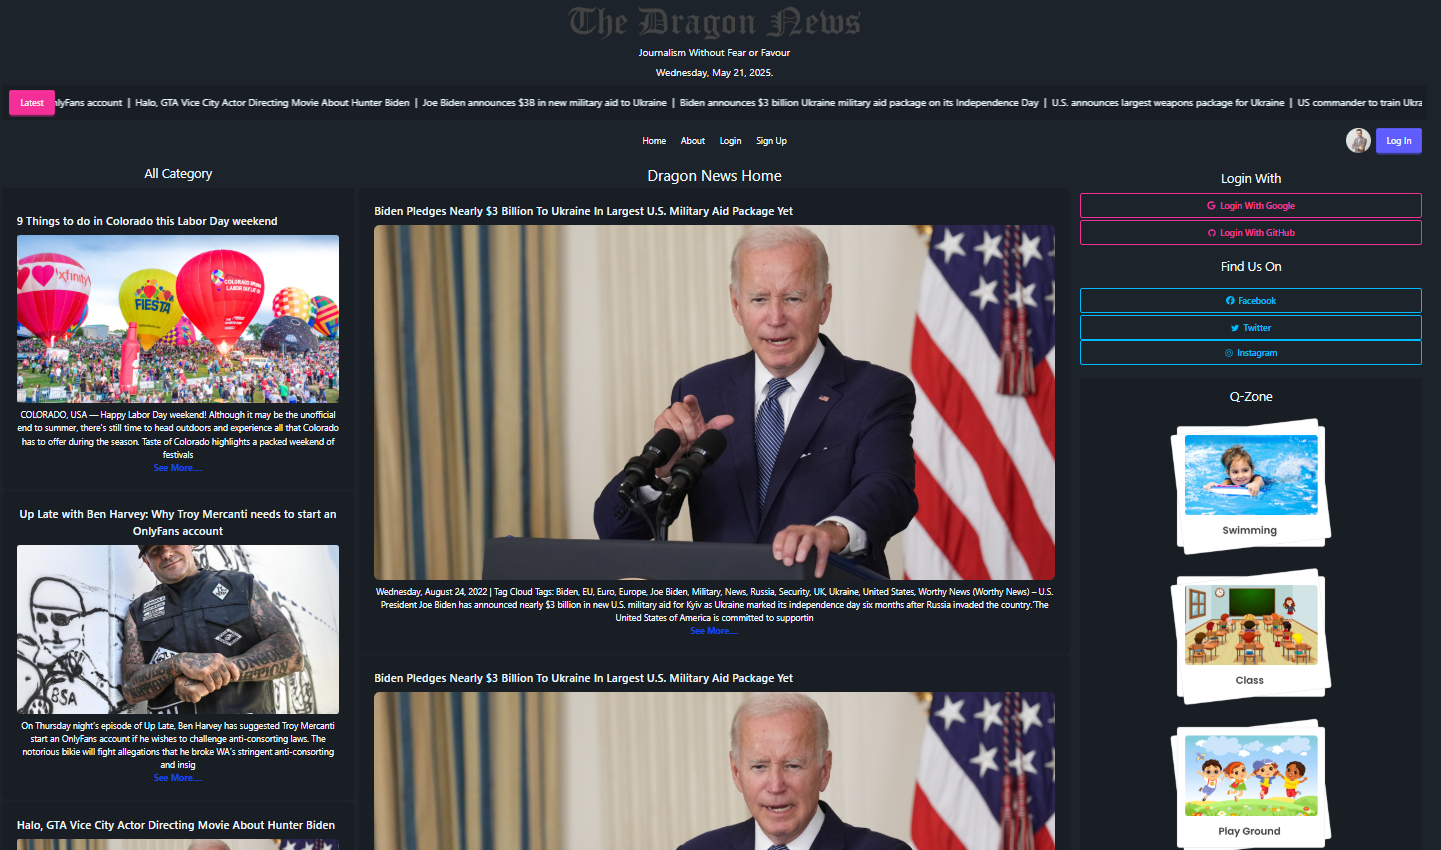 The Dragon News
Journalism Without Fear or Favour
Wednesday, May 21, 2025.
Latest
nlyFans account | Halo, GTA Vice City Actor Directing Movie About Hunter Biden | Joe Biden announces $3B in new military aid to Ukraine | Biden announces $3 billion Ukraine military aid package on its Independence Day | U.S. announces largest weapons package for Ukraine | US commander to train Ukra
Home About Login Sign Up
Log In
All Category
9 Things to do in Colorado this Labor Day weekend
xfinity
FIESTA
COLORADO SPRINGS
LABOR DAY LIFT OFF
COLORADO, USA — Happy Labor Day weekend! Although it may be the unofficial
end to summer, there's still time to head outdoors and experience all that Colorado
has to offer during the season. Taste of Colorado highlights a packed weekend of
festivals
See More....
Up Late with Ben Harvey: Why Troy Mercanti needs to start an
OnlyFans account
BSA
On Thursday night's episode of Up Late, Ben Harvey has suggested Troy Mercanti
start an OnlyFans account if he wishes to challenge anti-consorting laws. The
notorious bikie will fight allegations that he broke WA's stringent anti-consorting
and insig
See More....
Halo, GTA Vice City Actor Directing Movie About Hunter Biden
Dragon News Home
Biden Pledges Nearly $3 Billion To Ukraine In Largest U.S. Military Aid Package Yet
Wednesday, August 24, 2022 | Tag Cloud Tags: Biden, EU, Euro, Europe, Joe Biden, Military, News, Russia, Security, UK, Ukraine, United States, Worthy News (Worthy News) – U.S.
President Joe Biden has announced nearly $3 billion in new U.S. military aid for Kyiv as Ukraine marked its independence day six months after Russia invaded the country.'The
United States of America is committed to supportin
See More....
Biden Pledges Nearly $3 Billion To Ukraine In Largest U.S. Military Aid Package Yet
Login With
Login With Google
Login With GitHub
Find Us On
Facebook
Twitter
Instagram
Q-Zone
Swimming
Class
Play Ground